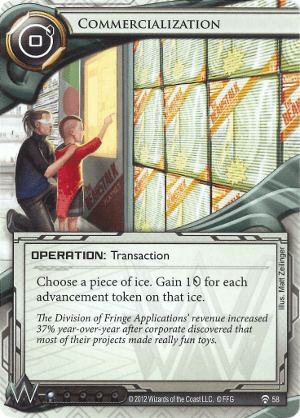 COMMERCIALIZATION
0
NEWSTALK
OPERATION: Transaction
Choose a piece of ice. Gain 1 for each
advancement token on that ice.
The Division of Fringe Applications' revenue increased
37% year-over-year after corporate discovered that
most of their projects made really fun toys.
Illus. Matt Zeilinger
W
© 2012 Wizards of the Coast LLC. © FFG
58